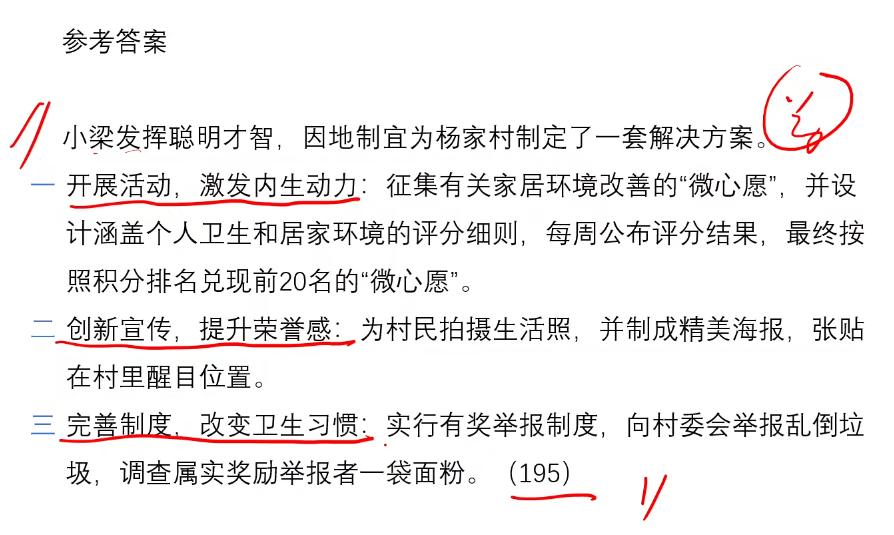 参考答案
小梁发挥聪明才智，因地制宜为杨家村制定了一套解决方案。
一 开展活动，激发内生动力：征集有关家居环境改善的“微心愿”，并设
计涵盖个人卫生和居家环境的评分细则，每周公布评分结果，最终按
照积分排名兑现前20名的“微心愿”。
二 创新宣传，提升荣誉感：为村民拍摄生活照，并制成精美海报，张贴
在村里醒目位置。
三 完善制度，改变卫生习惯：实行有奖举报制度，向村委会举报乱倒垃
圾，调查属实奖励举报者一袋面粉。（195）